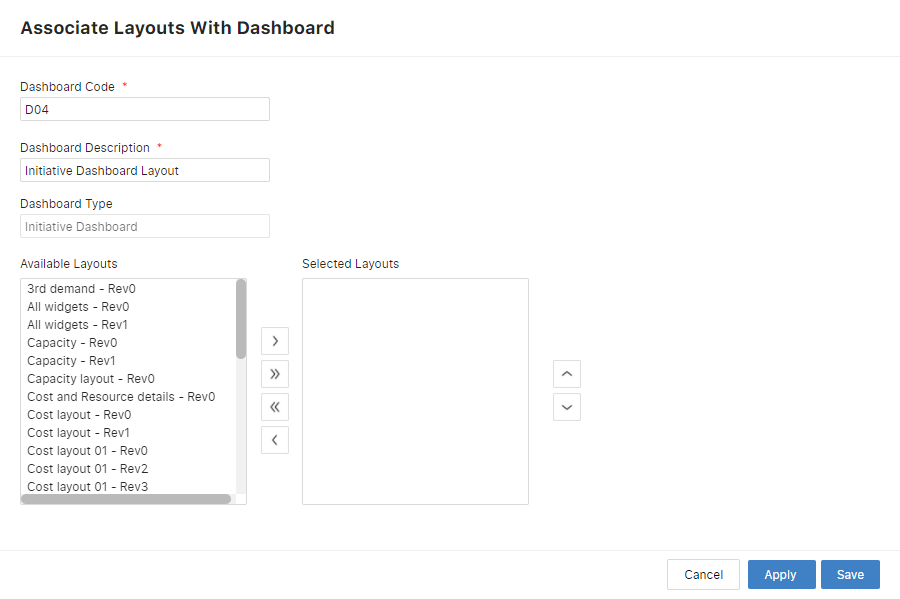 Associate Layouts With Dashboard
Dashboard Code *
D04
Dashboard Description *
Initiative Dashboard Layout
Dashboard Type
Initiative Dashboard
Available Layouts
3rd demand - Rev0
All widgets - Rev0
All widgets - Rev1
Capacity - Rev0
Capacity - Rev1
Capacity layout - Rev0
Cost and Resource details - Rev0
Cost layout - Rev0
Cost layout - Rev1
Cost layout 01 - Rev0
Cost layout 01 - Rev2
Cost layout 01 - Rev3
Selected Layouts
Cancel Apply Save